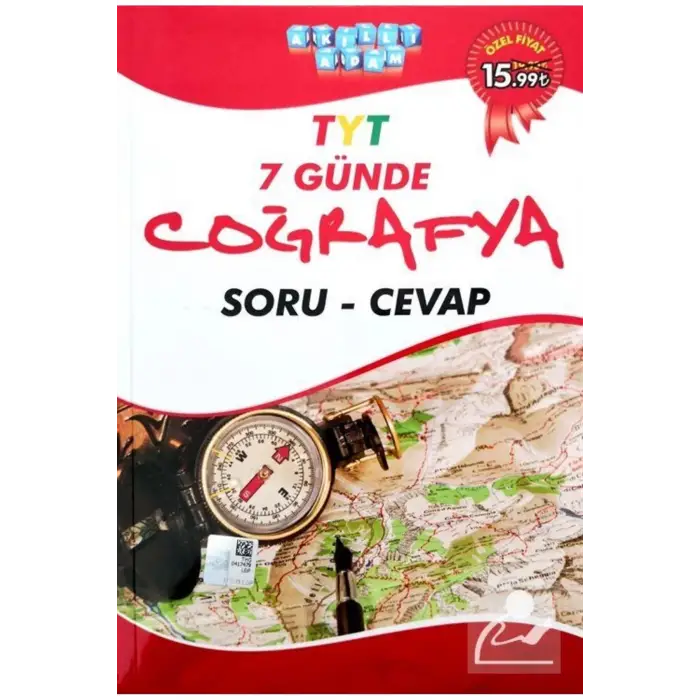 AKILLI
ADAM
ÖZEL FİYAT
15.99₺
TYT
7 GÜNDE
COĞRAFYA
SORU - CEVAP
W
N
S
E